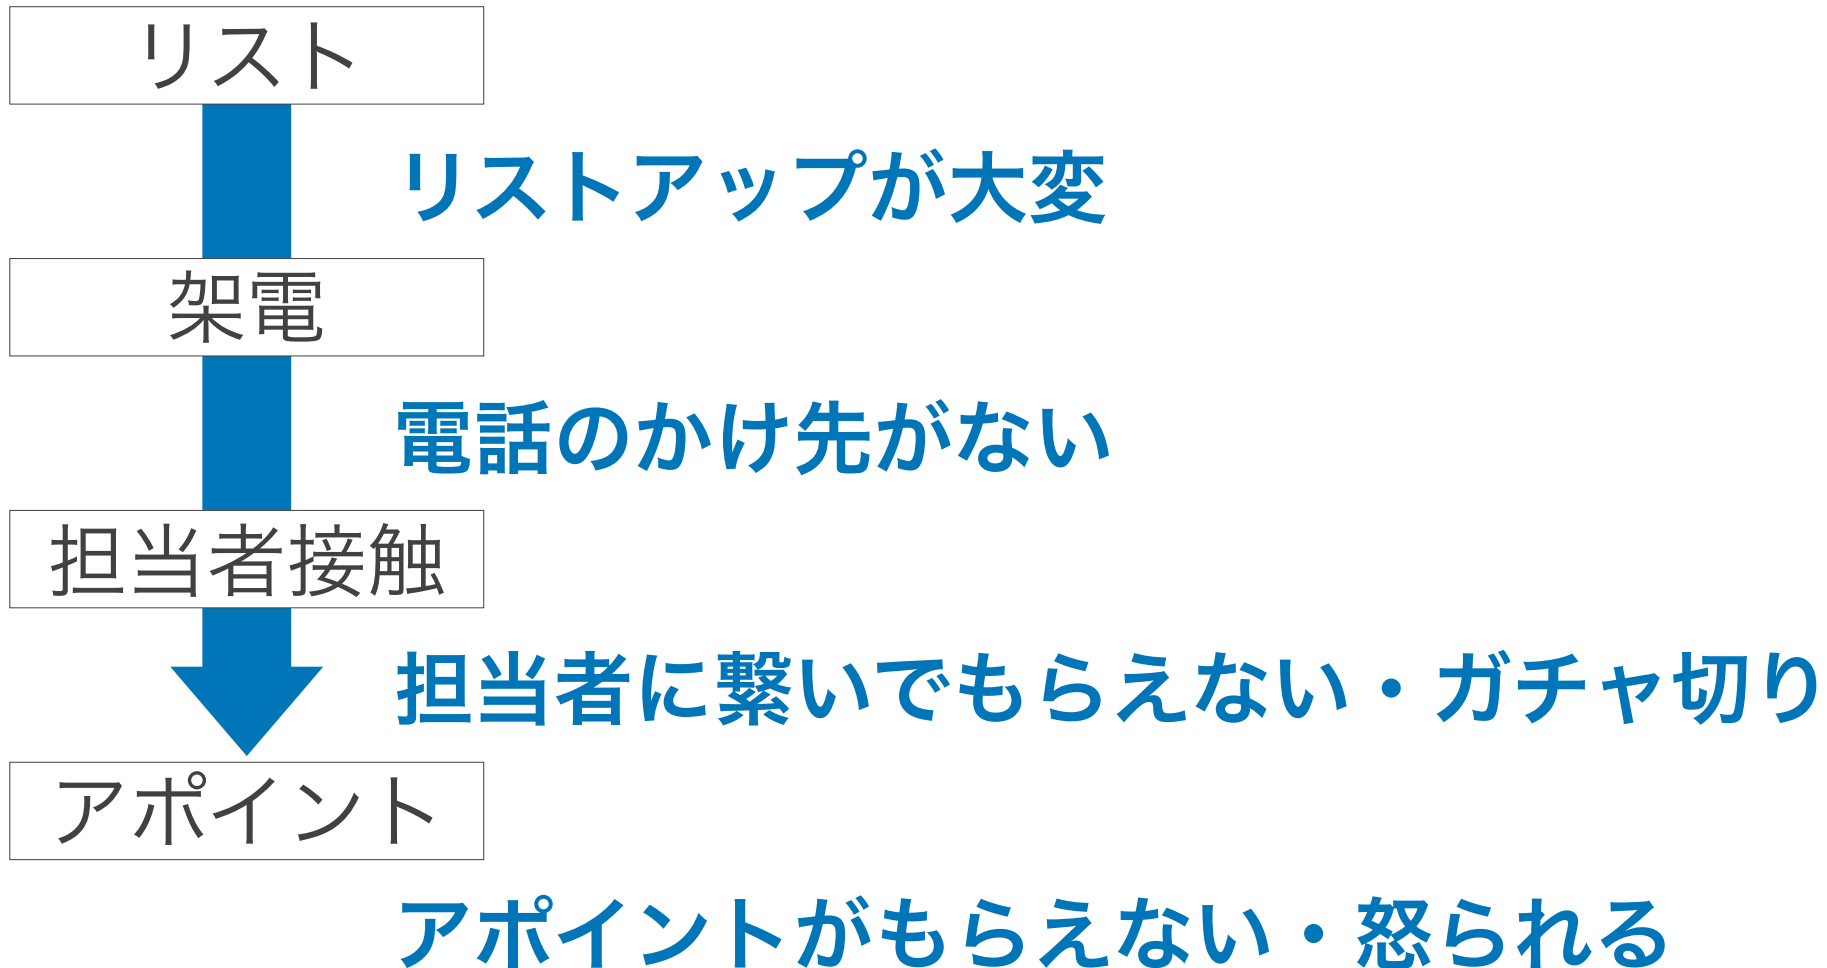 リスト
リストアップが大変
架電
電話のかけ先がない
担当者接触
担当者に繋いでもらえない・ガチャ切り
アポイント
アポイントがもらえない・怒られる